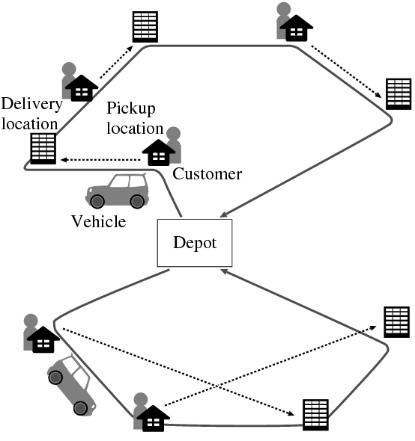 Delivery
location
Pickup
location
Customer
Vehicle
Depot